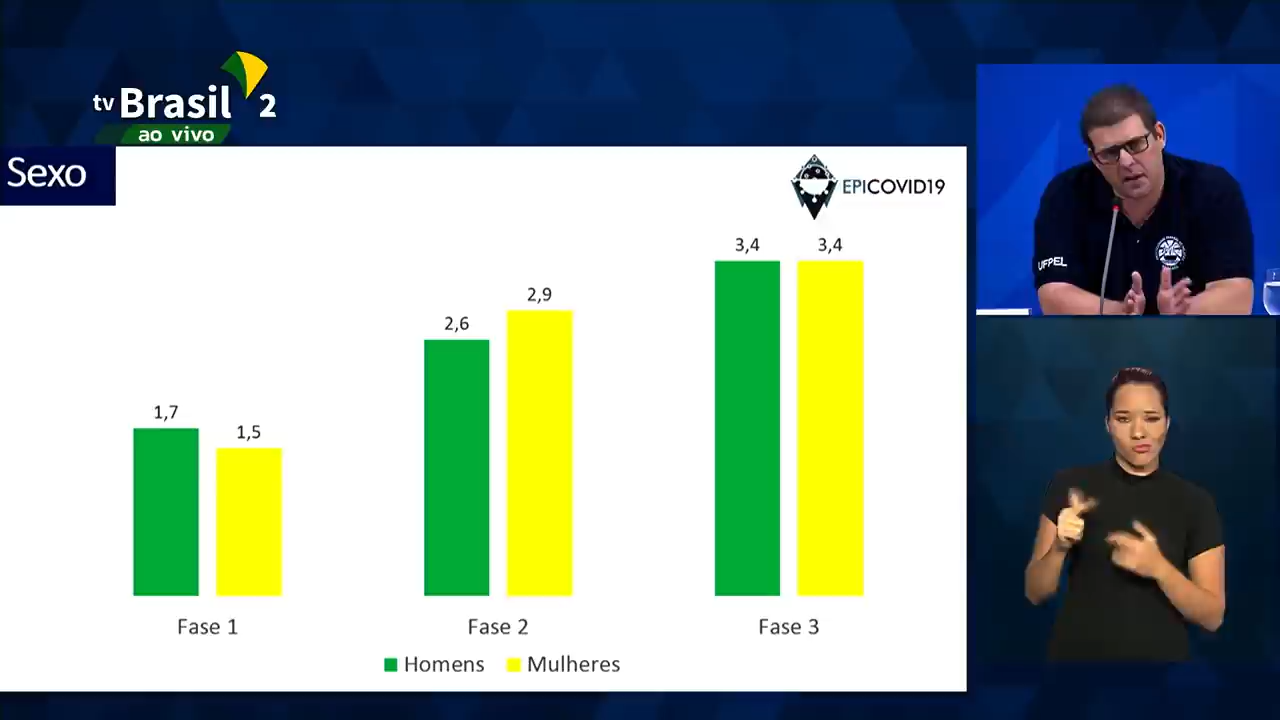 tv Brasil 2
ao vivo
Sexo
EPICOVID19
3,4 3,4
2,9
2,6
1,7
1,5
Fase 1 Fase 2 Fase 3
Homens Mulheres
UFPEL